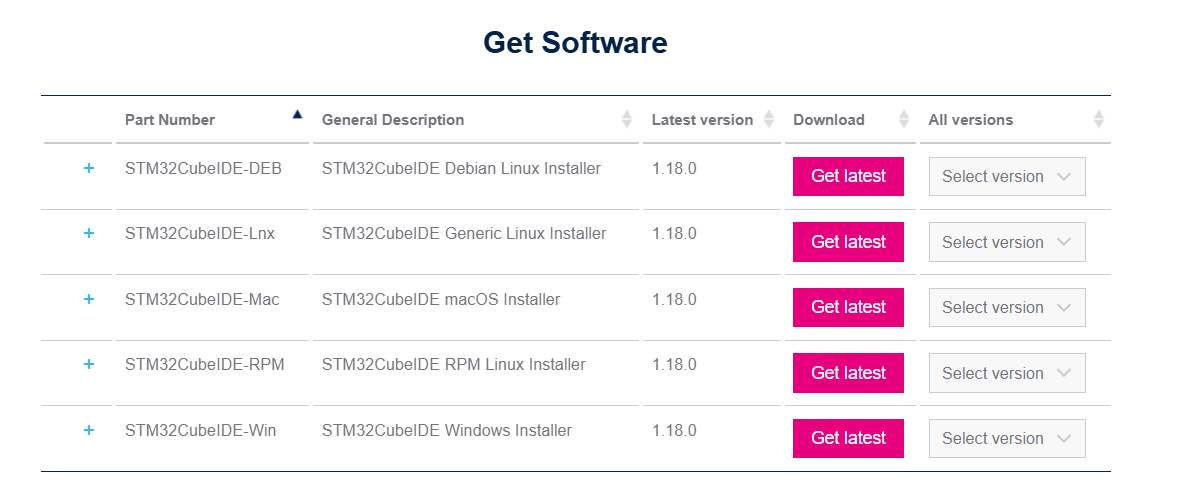 Get Software
Part Number General Description Latest version Download All versions
+ STM32CubeIDE-DEB STM32CubeIDE Debian Linux Installer 1.18.0 Get latest Select version
+ STM32CubeIDE-Lnx STM32CubeIDE Generic Linux Installer 1.18.0 Get latest Select version
+ STM32CubeIDE-Mac STM32CubeIDE macOS Installer 1.18.0 Get latest Select version
+ STM32CubeIDE-RPM STM32CubeIDE RPM Linux Installer 1.18.0 Get latest Select version
+ STM32CubeIDE-Win STM32CubeIDE Windows Installer 1.18.0 Get latest Select version